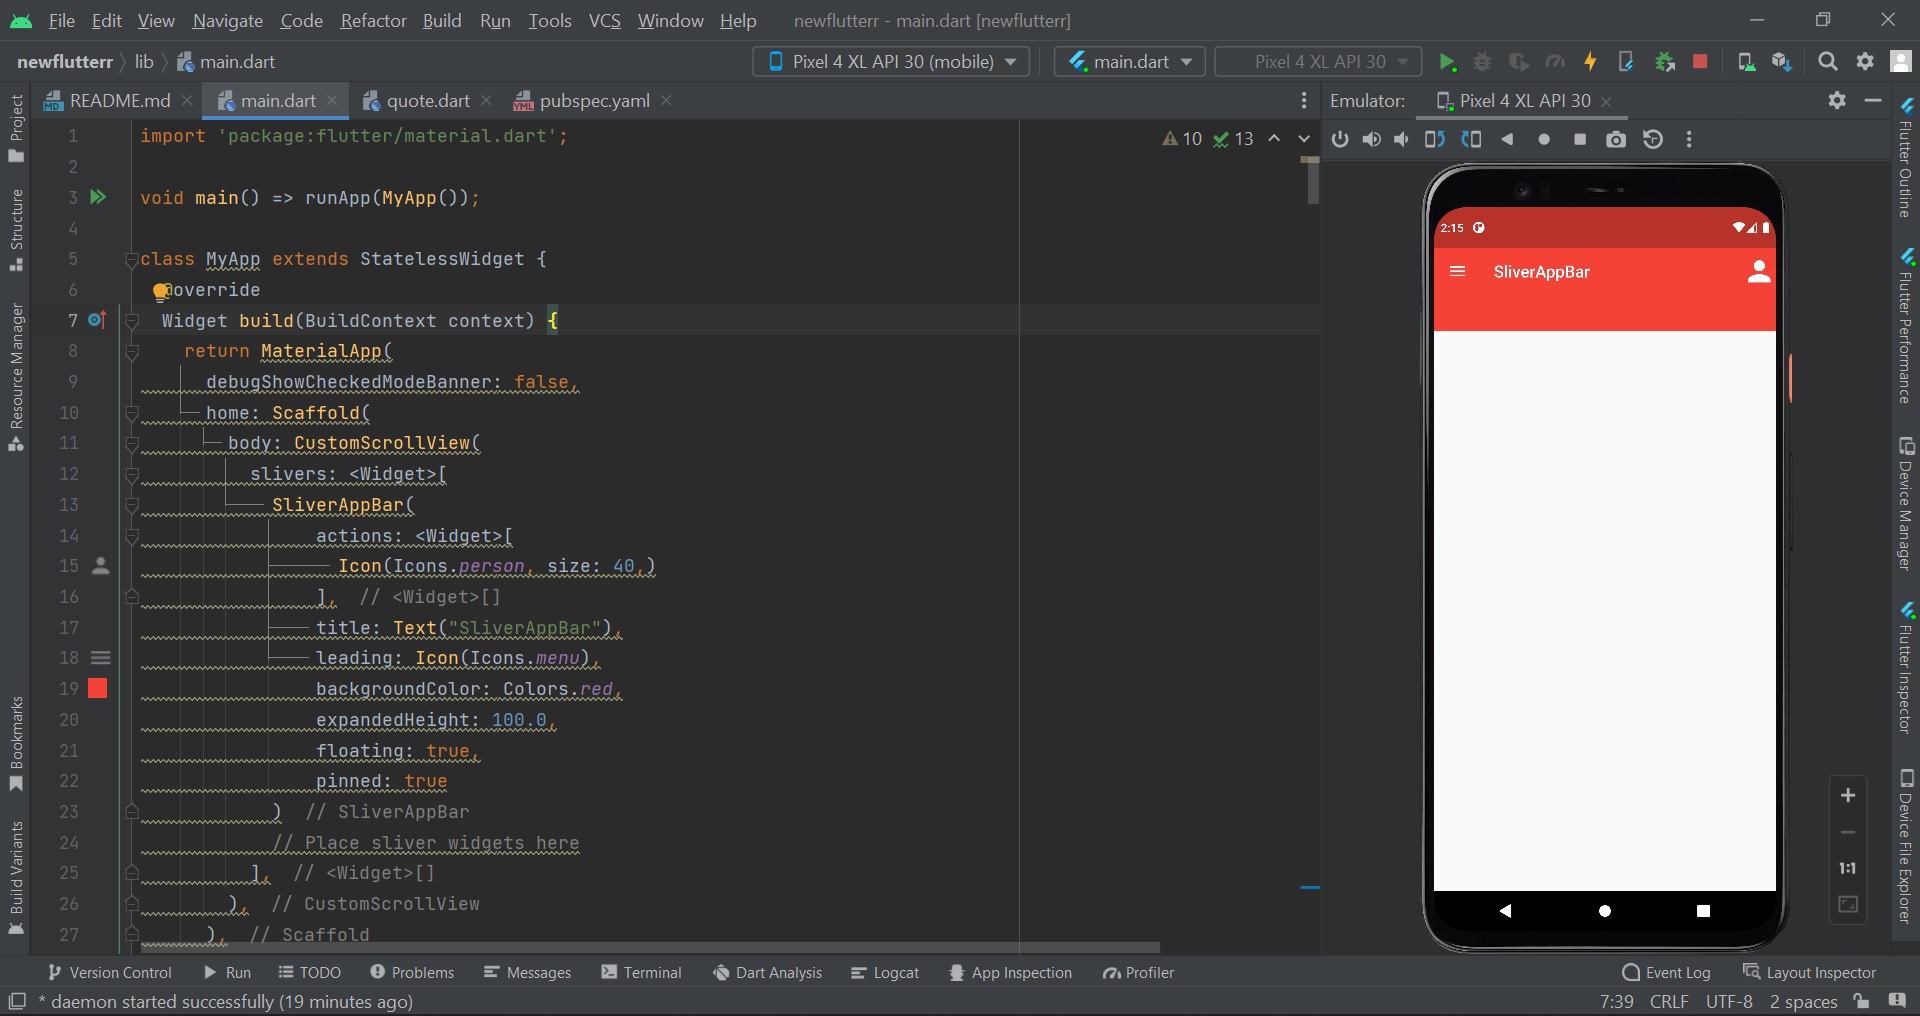 File Edit View Navigate Code Refactor Build Run Tools VCS Window Help newflutterr - main.dart [newflutterr]
newflutterr lib main.dart Pixel 4 XL API 30 (mobile) main.dart Pixel 4 XL API 30
README.md main.dart quote.dart pubspec.yaml Emulator: Pixel 4 XL API 30
10 13
1 import 'package:flutter/material.dart';
2
3 void main() => runApp(MyApp());
4
5 class MyApp extends StatelessWidget {
6 @override
7 Widget build(BuildContext context) {
8 return MaterialApp(
9 debugShowCheckedModeBanner: false,
10 home: Scaffold(
11 body: CustomScrollView(
12 slivers: <Widget>[
13 SliverAppBar(
14 actions: <Widget>[
15 Icon(Icons.person, size: 40,)
16 ], // <Widget>[]
17 title: Text("SliverAppBar"),
18 leading: Icon(Icons.menu),
19 backgroundColor: Colors.red,
20 expandedHeight: 100.0,
21 floating: true,
22 pinned: true
23 ) // SliverAppBar
24 // Place sliver widgets here
25 ], // <Widget>[]
26 ), // CustomScrollView
27 ), // Scaffold
2:15
SliverAppBar
1:1
Project
Structure
Resource Manager
Bookmarks
Build Variants
Flutter Outline
Flutter Performance
Device Manager
Flutter Inspector
Device File Explorer
Version Control Run TODO Problems Messages Terminal Dart Analysis Logcat App Inspection Profiler Event Log Layout Inspector
* daemon started successfully (19 minutes ago) 7:39 CRLF UTF-8 2 spaces